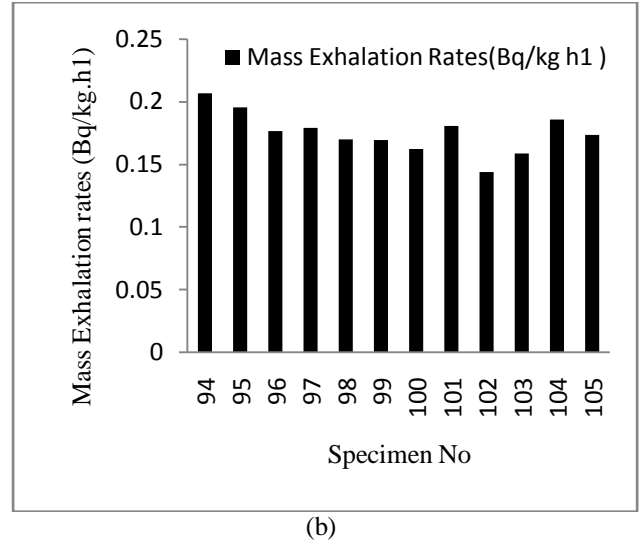 0.25
Mass Exhalation Rates(Bq/kg h1 )
0.2
0.15
0.1
0.05
0
Mass Exhalation rates (Bq/kg.h1)
94 95 96 97 98 99 100 101 102 103 104 105
Specimen No
(b)